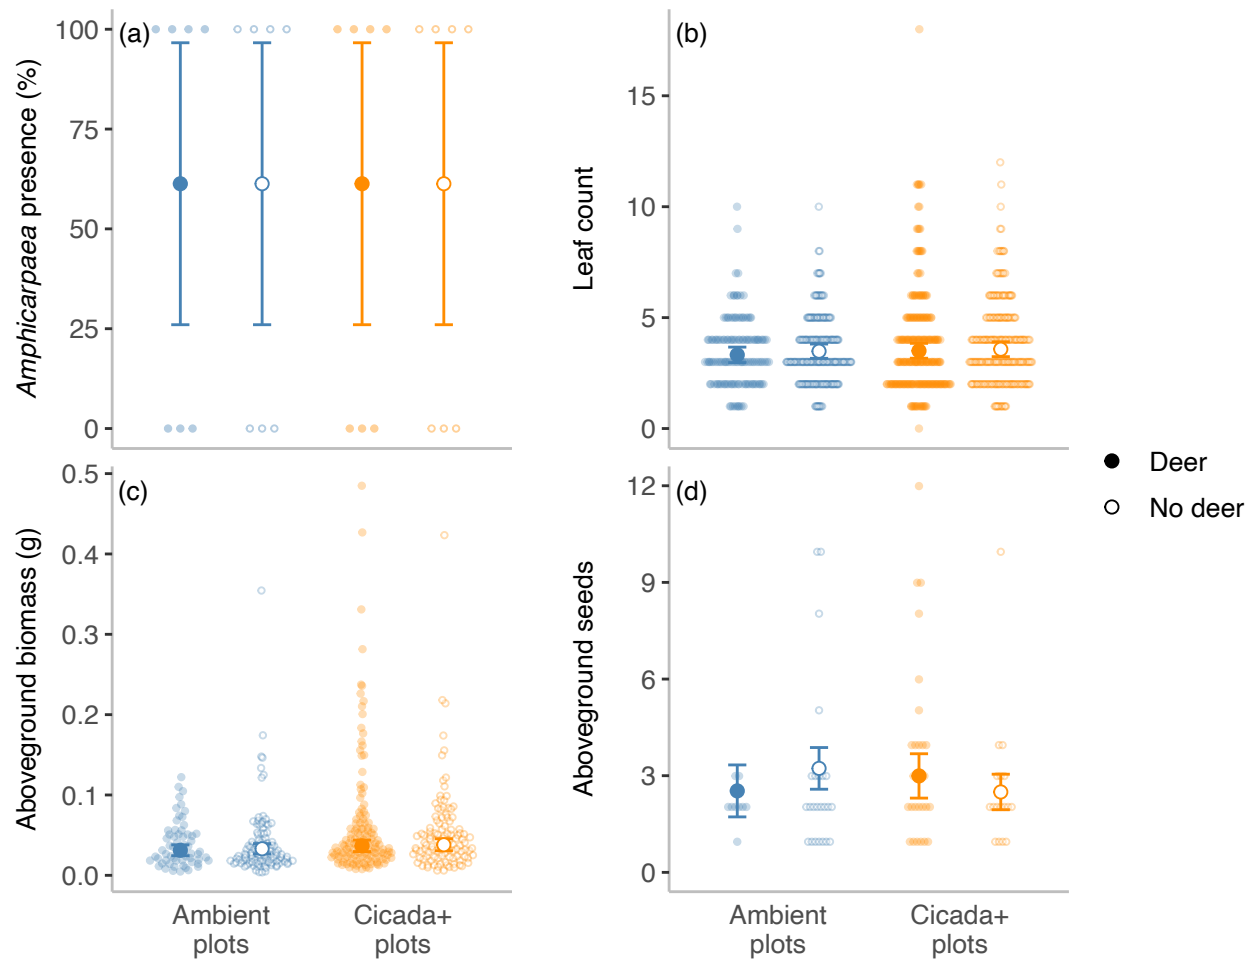 (a)
100
75
50
25
0
Amphicarpaea presence (%)
(b)
15
10
5
0
Leaf count
(c)
0.5
0.4
0.3
0.2
0.1
0.0
Aboveground biomass (g)
Ambient plots
Cicada+ plots
(d)
12
9
6
3
0
Aboveground seeds
Ambient plots
Cicada+ plots
Deer
No deer